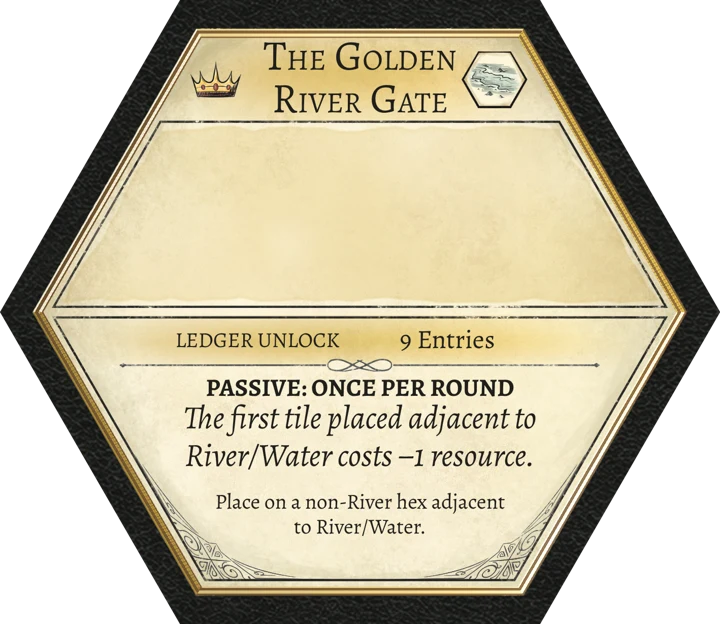 The Golden
River Gate
LEDGER UNLOCK 9 Entries
PASSIVE: ONCE PER ROUND
The first tile placed adjacent to
River/Water costs –1 resource.
Place on a non-River hex adjacent
to River/Water.